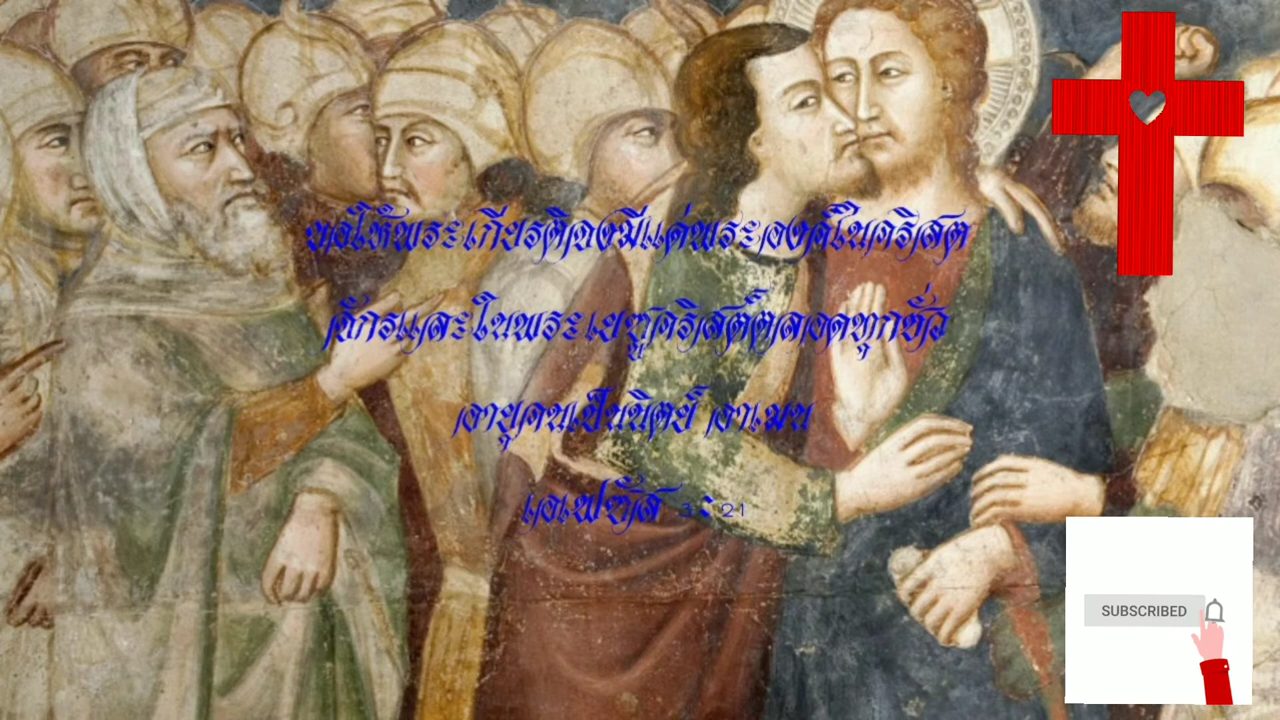 ขอให้พระเกียรติจงมีแด่พระองค์ในคริสต
จักรและในพระเยซูคริสต์ตลอดทุกชั่ว
อายุคนเป็นนิตย์ อาเมน
เอเฟซัส 3 : 21
SUBSCRIBED